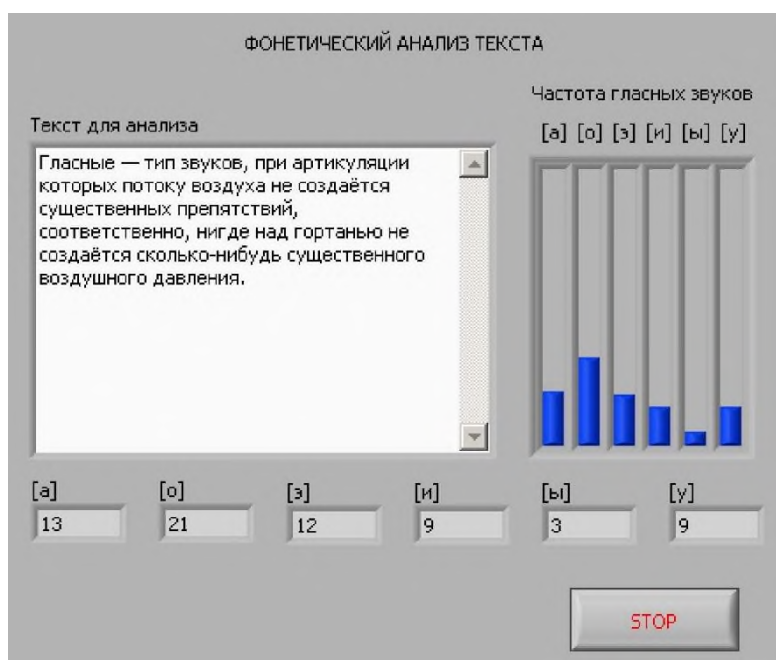 ФОНЕТИЧЕСКИЙ АНАЛИЗ ТЕКСТА
Частота гласных звуков
Текст для анализа
[а] [о] [э] [и] [ы] [у]
Гласные — тип звуков, при артикуляции
которых потоку воздуха не создаётся
существенных препятствий,
соответственно, нигде над гортанью не
создаётся сколько-нибудь существенного
воздушного давления.
[а] [о] [э] [и] [ы] [у]
13 21 12 9 3 9
STOP